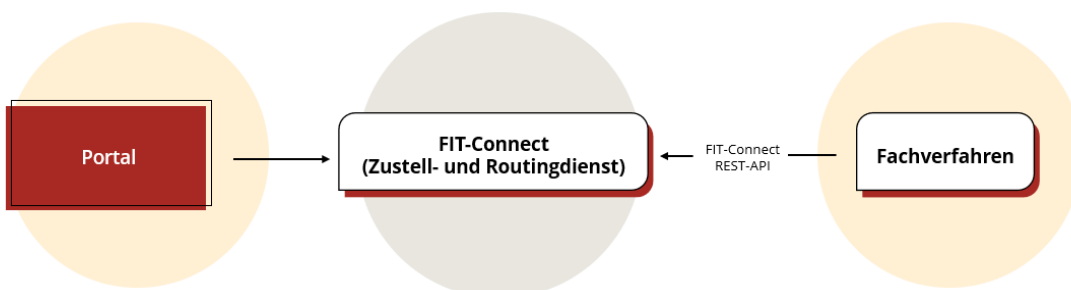 Portal
FIT-Connect
(Zustell- und Routingdienst)
FIT-Connect
REST-API
Fachverfahren